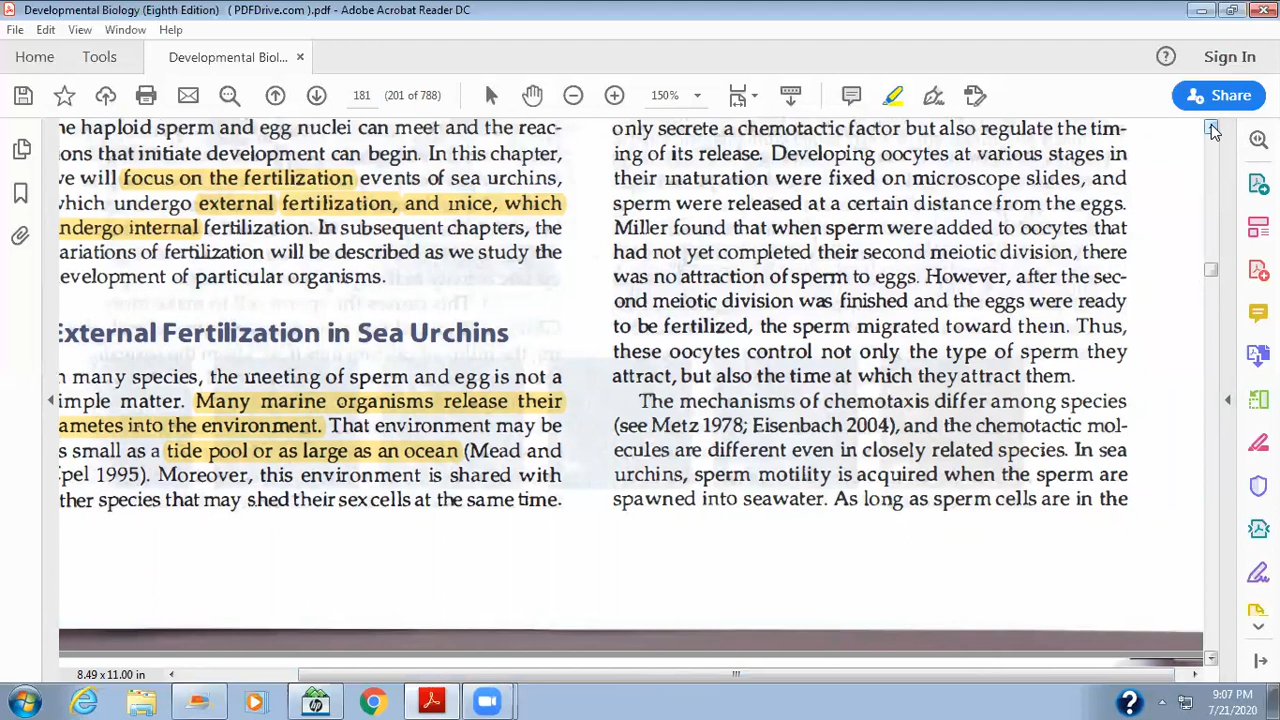 Developmental Biology (Eighth Edition) ( PDFDrive.com ).pdf - Adobe Acrobat Reader DC
File Edit View Window Help
Home Tools Developmental Biol... ×
Sign In
181 (201 of 788)
150%
Share
he haploid sperm and egg nuclei can meet and the reac-
ons that initiate development can begin. In this chapter,
e will focus on the fertilization events of sea urchins,
hich undergo external fertilization, and mice, which
ndergo internal fertilization. In subsequent chapters, the
ariations of fertilization will be described as we study the
evelopment of particular organisms.
External Fertilization in Sea Urchins
n many species, the meeting of sperm and egg is not a
imple matter. Many marine organisms release their
ametes into the environment. That environment may be
s small as a tide pool or as large as an ocean (Mead and
pel 1995). Moreover, this environment is shared with
ther species that may shed their sex cells at the same time.
only secrete a chemotactic factor but also regulate the tim-
ing of its release. Developing oocytes at various stages in
their maturation were fixed on microscope slides, and
sperm were released at a certain distance from the eggs.
Miller found that when sperm were added to oocytes that
had not yet completed their second meiotic division, there
was no attraction of sperm to eggs. However, after the sec-
ond meiotic division was finished and the eggs were ready
to be fertilized, the sperm migrated toward them. Thus,
these oocytes control not only the type of sperm they
attract, but also the time at which they attract them.
The mechanisms of chemotaxis differ among species
(see Metz 1978; Eisenbach 2004), and the chemotactic mol-
ecules are different even in closely related species. In sea
urchins, sperm motility is acquired when the sperm are
spawned into seawater. As long as sperm cells are in the
8.49 x 11.00 in
9:07 PM
7/21/2020